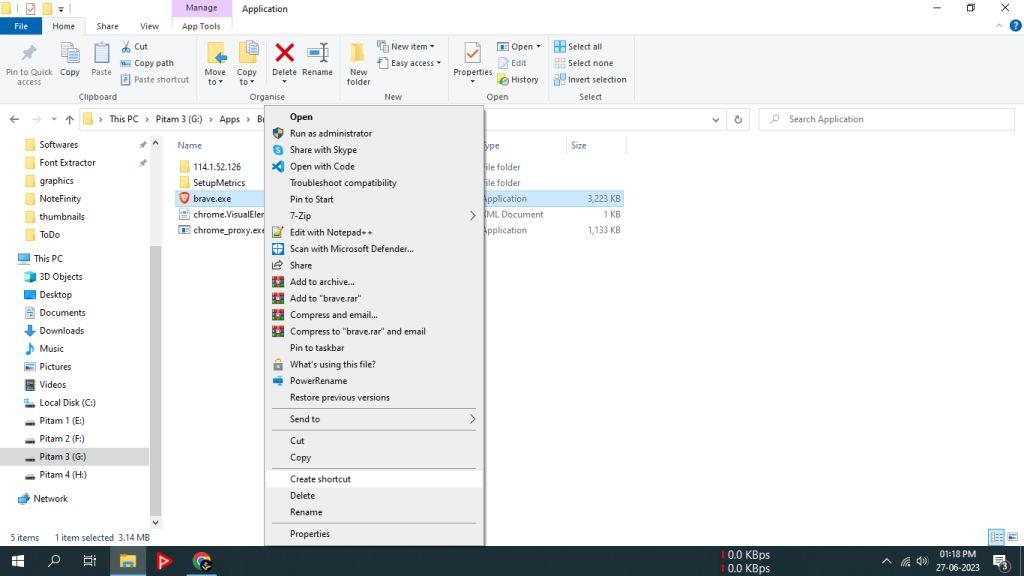 Manage
Application
File
Home
Share
View
App Tools
Pin to Quick access
Copy
Paste
Cut
Copy path
Paste shortcut
Clipboard
Move to
Copy to
Delete
Rename
Organise
New folder
New item
Easy access
New
Properties
Open
Edit
History
Open
Select all
Select none
Invert selection
Select
This PC > Pitam 3 (G:) > Apps >
Search Application
Softwares
Font Extractor
graphics
NoteFinity
thumbnails
ToDo
This PC
3D Objects
Desktop
Documents
Downloads
Music
Pictures
Videos
Local Disk (C:)
Pitam 1 (E:)
Pitam 2 (F:)
Pitam 3 (G:)
Pitam 4 (H:)
Network
Name
Size
114.1.52.126
SetupMetrics
brave.exe
3,223 KB
chrome.VisualEler
XML Document
1 KB
chrome_proxy.exe
Application
1,133 KB
File folder
File folder
Application
Open
Run as administrator
Share with Skype
Open with Code
Troubleshoot compatibility
Pin to Start
7-Zip
Edit with Notepad++
Scan with Microsoft Defender...
Share
Add to archive...
Add to "brave.rar"
Compress and email...
Compress to "brave.rar" and email
Pin to taskbar
What's using this file?
PowerRename
Restore previous versions
Send to
Cut
Copy
Create shortcut
Delete
Rename
Properties
5 items
1 item selected 3.14 MB
0.0 KBps
0.0 KBps
01:18 PM
27-06-2023
3